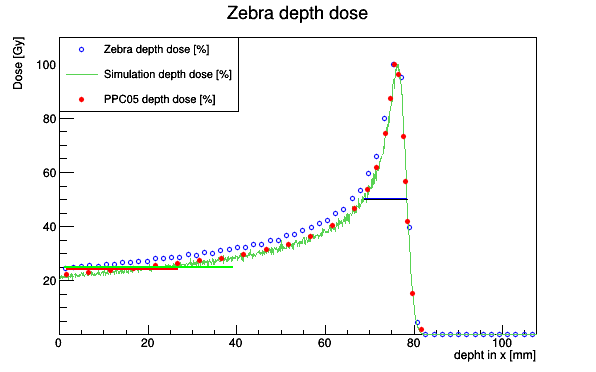 Zebra depth dose
Dose [Gy]
Zebra depth dose [%]
Simulation depth dose [%]
PPC05 depth dose [%]
100
80
60
40
20
0
20
40
60
80
100
depht in x [mm]